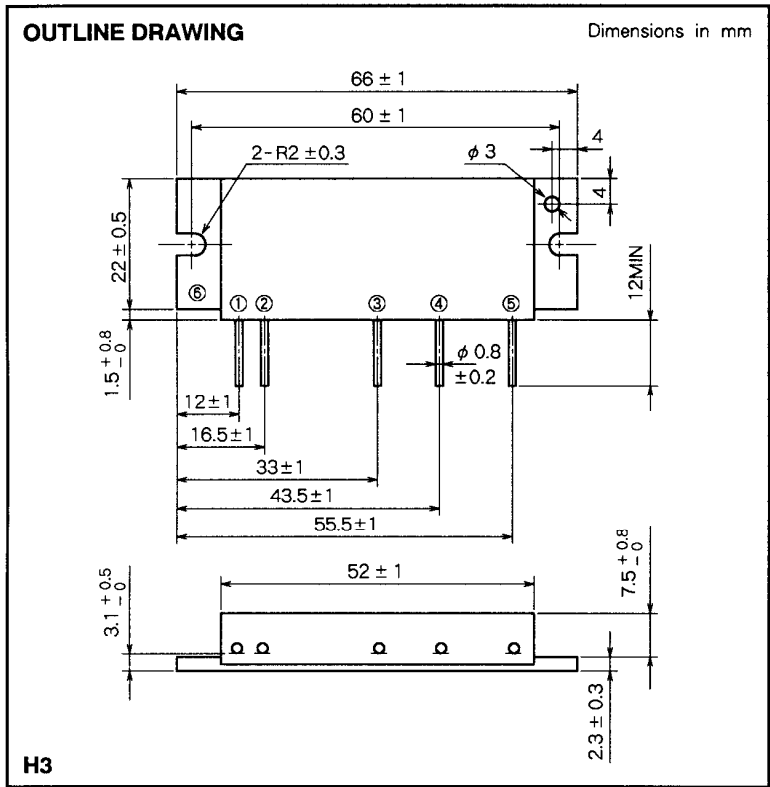 OUTLINE DRAWING
Dimensions in mm
66 ± 1
60 ± 1
4
2-R2 ±0.3
φ 3
4
22 ± 0.5
12MIN
⑥
① ② ③ ④ ⑤
1.5 +0.8 -0
φ 0.8
±0.2
12±1
16.5±1
33±1
43.5±1
55.5±1
52 ± 1
7.5 +0.8 -0
3.1 +0.5 -0
2.3 ± 0.3
H3